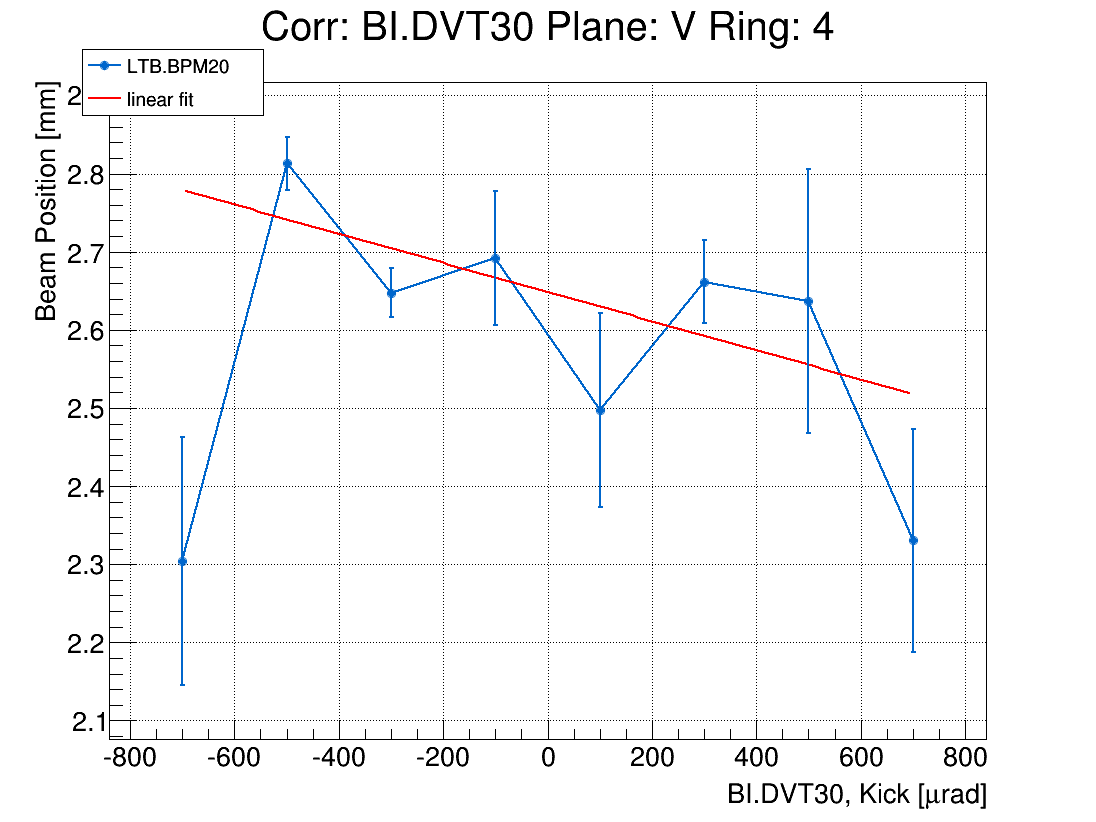 Corr: BI.DVT30 Plane: V Ring: 4
LTB.BPM20
linear fit
Beam Position [mm]
2
2.8
2.7
2.6
2.5
2.4
2.3
2.2
2.1
-800 -600 -400 -200 0 200 400 600 800
BI.DVT30, Kick [μrad]